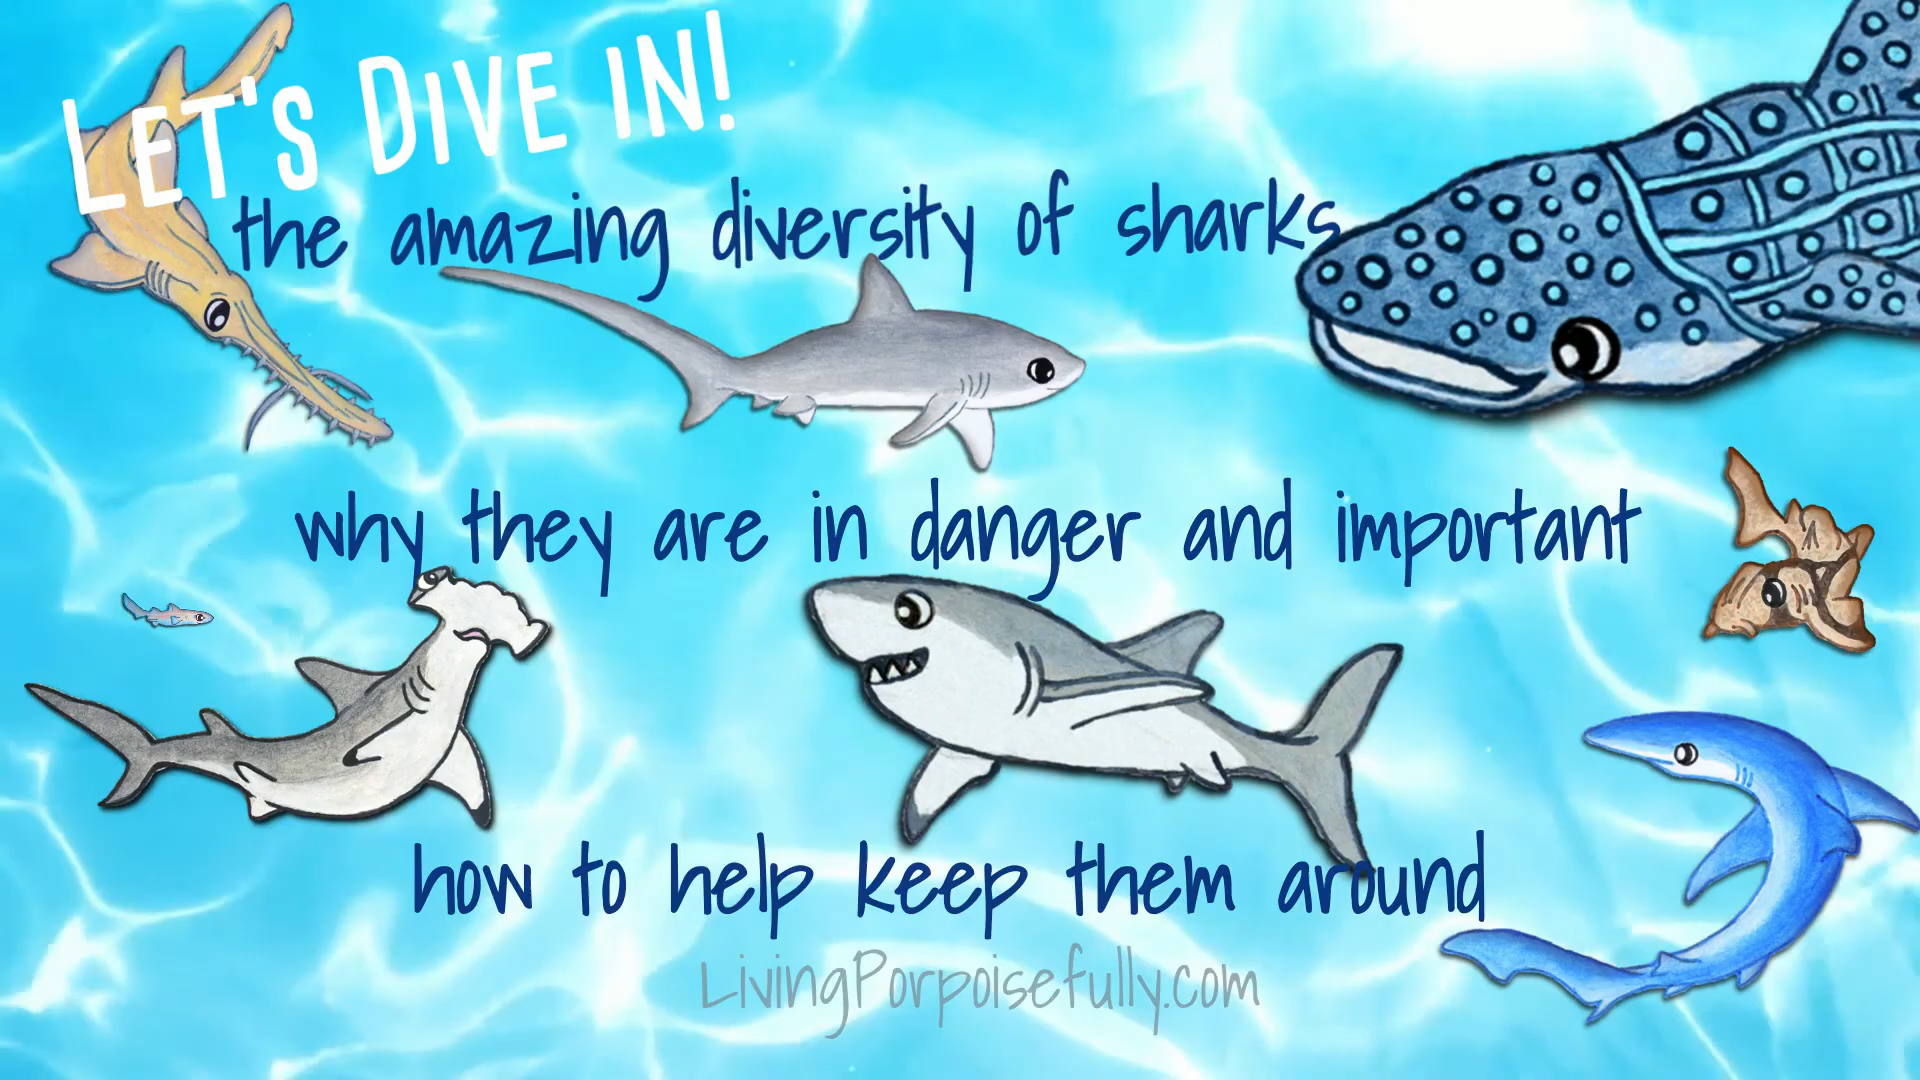 Let's Dive in!
the amazing diversity of sharks
why they are in danger and important
how to help keep them around
LivingPorpoisefully.com